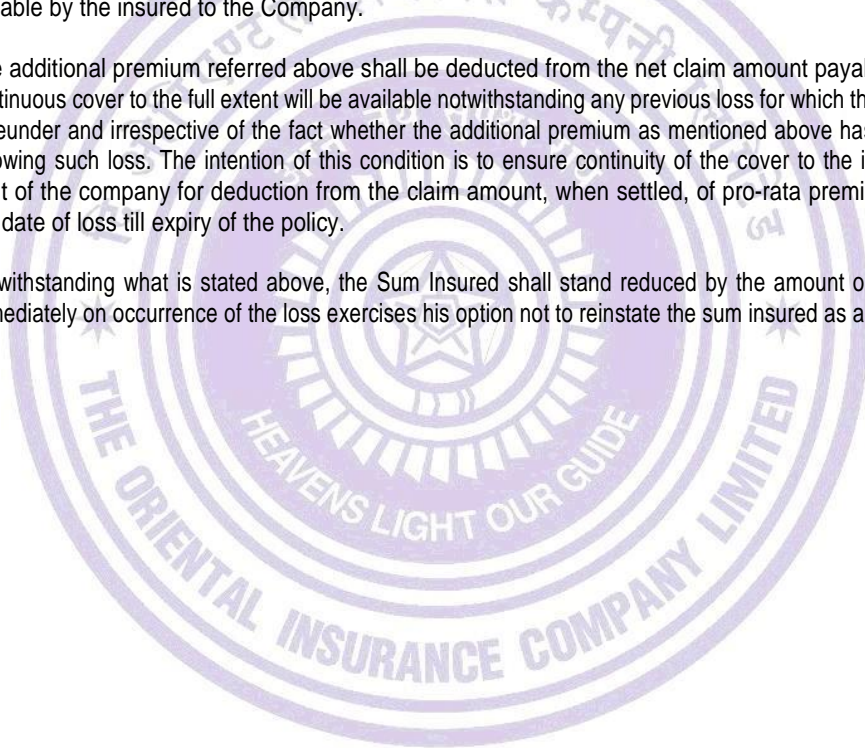 able by the insured to the Company.
additional premium referred above shall be deducted from the net claim amount
tinuous cover to the full extent will be available notwithstanding any previous loss for which
eunder and irrespective of the fact whether the additional premium as mentioned above has
owing such loss. The intention of this condition is to ensure continuity of the cover to the
t of the company for deduction from the claim amount, when settled, of pro-rata
date of loss till expiry of the policy.
withstanding what is stated above, the Sum Insured shall stand reduced by the amount
mediately on occurrence of the loss exercises his option not to reinstate the sum insured as
HEAVENS LIGHT OUR GUIDE
THE ORIENTAL INSURANCE COMPANY LIMITED